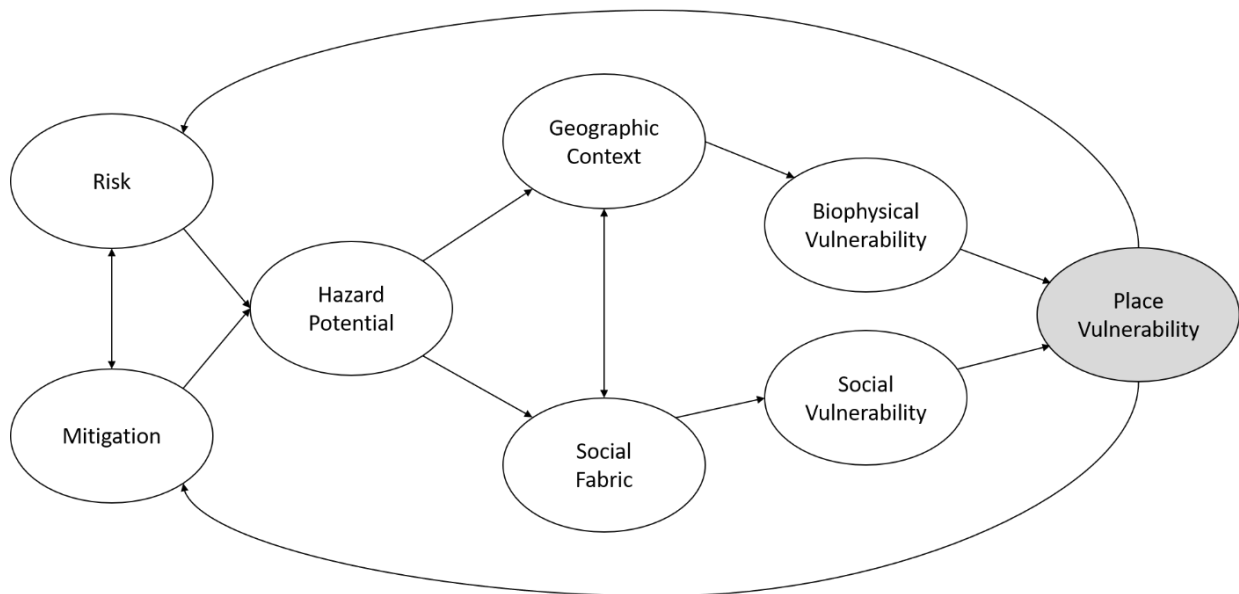 Risk
Mitigation
Hazard
Potential
Geographic
Context
Social
Fabric
Biophysical
Vulnerability
Social
Vulnerability
Place
Vulnerability